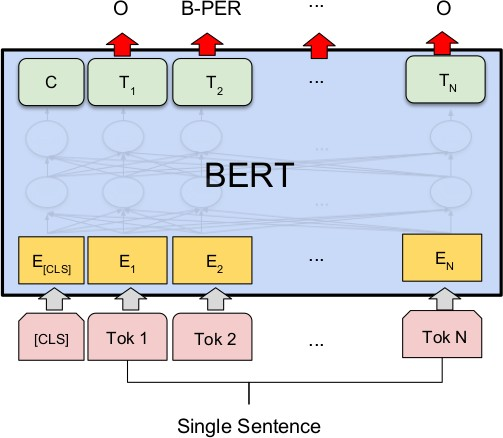 O B-PER ... O
C T1 T2 ... TN
...
BERT
...
E[CLS] E1 E2 ... EN
[CLS] Tok 1 Tok 2 ... Tok N
Single Sentence